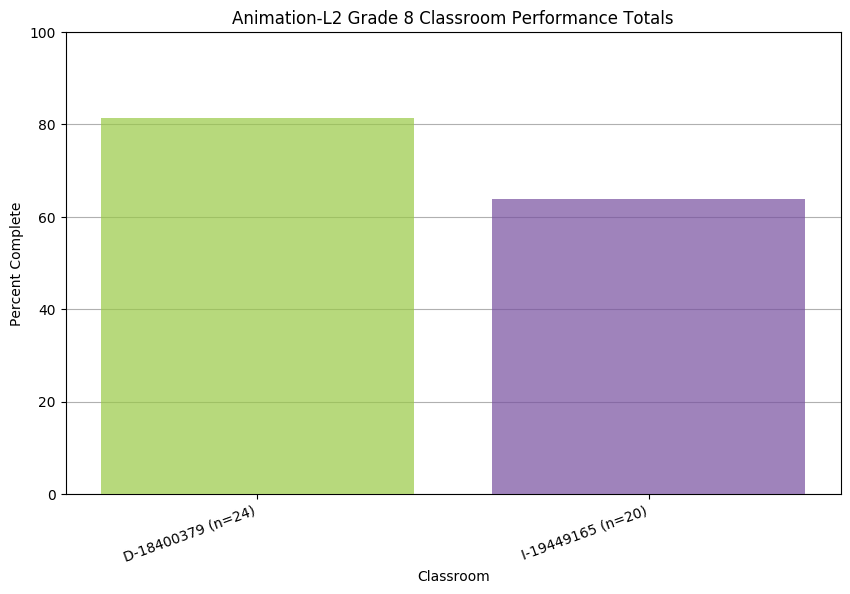 Animation-L2 Grade 8 Classroom Performance Totals
100
80
60
40
20
0
Percent Complete
D-18400379 (n=24)
I-19449165 (n=20)
Classroom